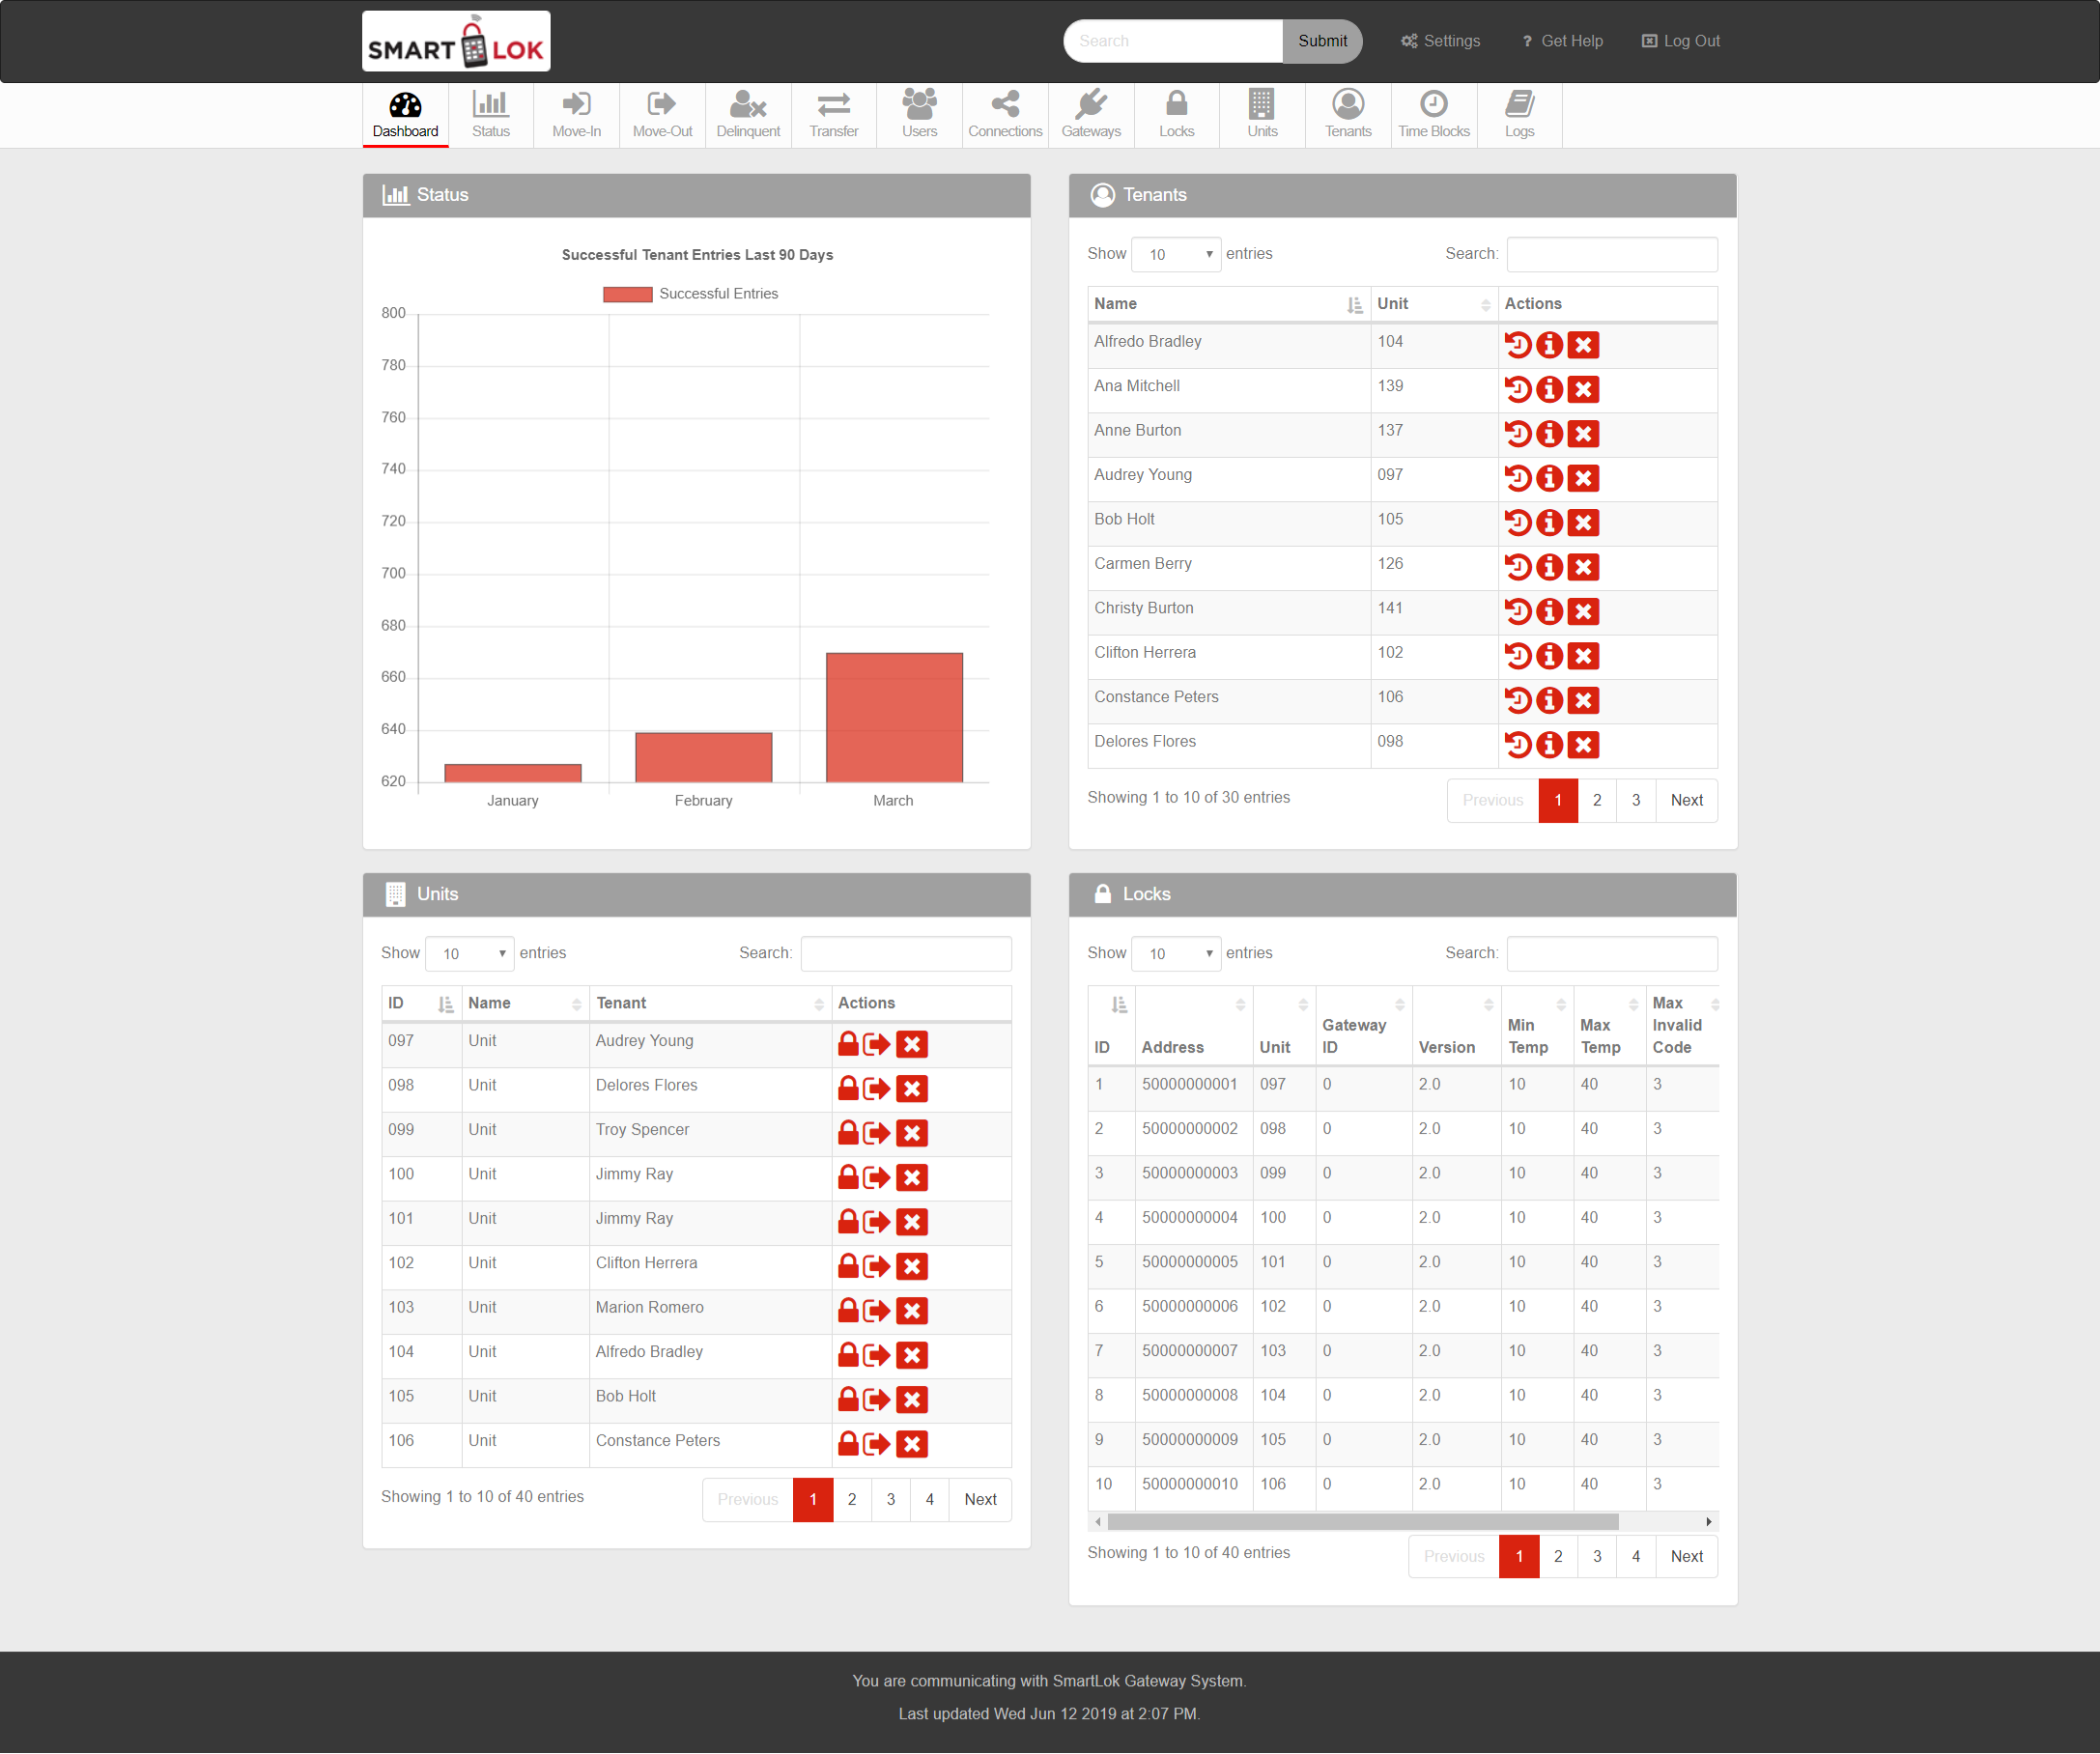 SMART LOK
Search Submit Settings ? Get Help Log Out
Dashboard Status Move-In Move-Out Delinquent Transfer Users Connections Gateways Locks Units Tenants Time Blocks Logs
Status
Successful Tenant Entries Last 90 Days
Successful Entries
800
780
760
740
720
700
680
660
640
620
January February March
Tenants
Show 10 entries Search:
Name Unit Actions
Alfredo Bradley 104
Ana Mitchell 139
Anne Burton 137
Audrey Young 097
Bob Holt 105
Carmen Berry 126
Christy Burton 141
Clifton Herrera 102
Constance Peters 106
Delores Flores 098
Showing 1 to 10 of 30 entries Previous 1 2 3 Next
Units
Show 10 entries Search:
ID Name Tenant Actions
097 Unit Audrey Young
098 Unit Delores Flores
099 Unit Troy Spencer
100 Unit Jimmy Ray
101 Unit Jimmy Ray
102 Unit Clifton Herrera
103 Unit Marion Romero
104 Unit Alfredo Bradley
105 Unit Bob Holt
106 Unit Constance Peters
Showing 1 to 10 of 40 entries Previous 1 2 3 4 Next
Locks
Show 10 entries Search:
ID Address Unit Gateway ID Version Min Temp Max Temp Max Invalid Code
1 50000000001 097 0 2.0 10 40 3
2 50000000002 098 0 2.0 10 40 3
3 50000000003 099 0 2.0 10 40 3
4 50000000004 100 0 2.0 10 40 3
5 50000000005 101 0 2.0 10 40 3
6 50000000006 102 0 2.0 10 40 3
7 50000000007 103 0 2.0 10 40 3
8 50000000008 104 0 2.0 10 40 3
9 50000000009 105 0 2.0 10 40 3
10 50000000010 106 0 2.0 10 40 3
Showing 1 to 10 of 40 entries Previous 1 2 3 4 Next
You are communicating with SmartLok Gateway System.
Last updated Wed Jun 12 2019 at 2:07 PM.